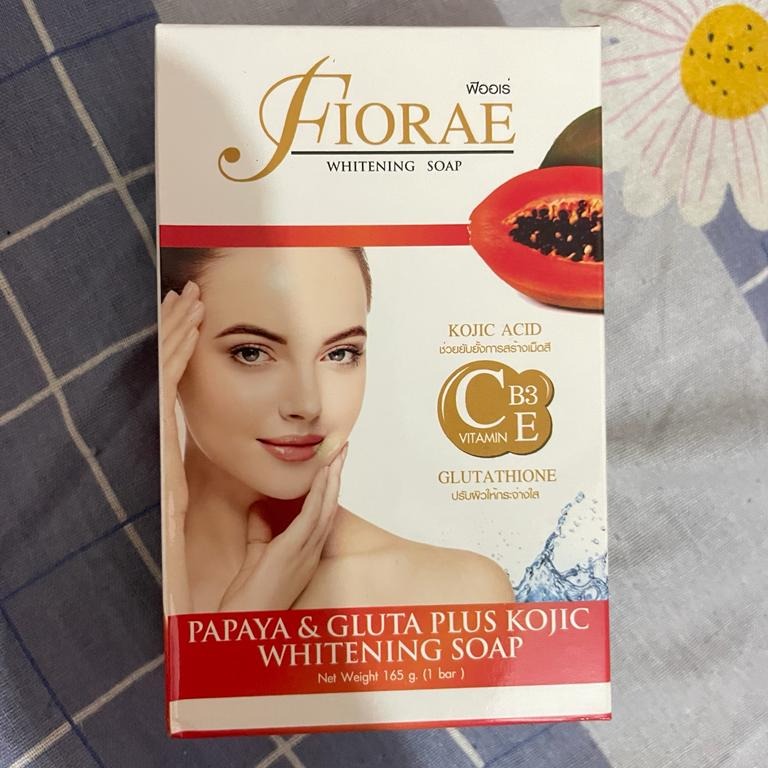 ฟิออเร่
FIORAE
WHITENING SOAP
KOJIC ACID
ช่วยยับยั้งการสร้างเม็ดสี
C B3
VITAMIN E
GLUTATHIONE
ปรับผิวให้กระจ่างใส
PAPAYA & GLUTA PLUS KOJIC
WHITENING SOAP
Net Weight 165 g. (1 bar )